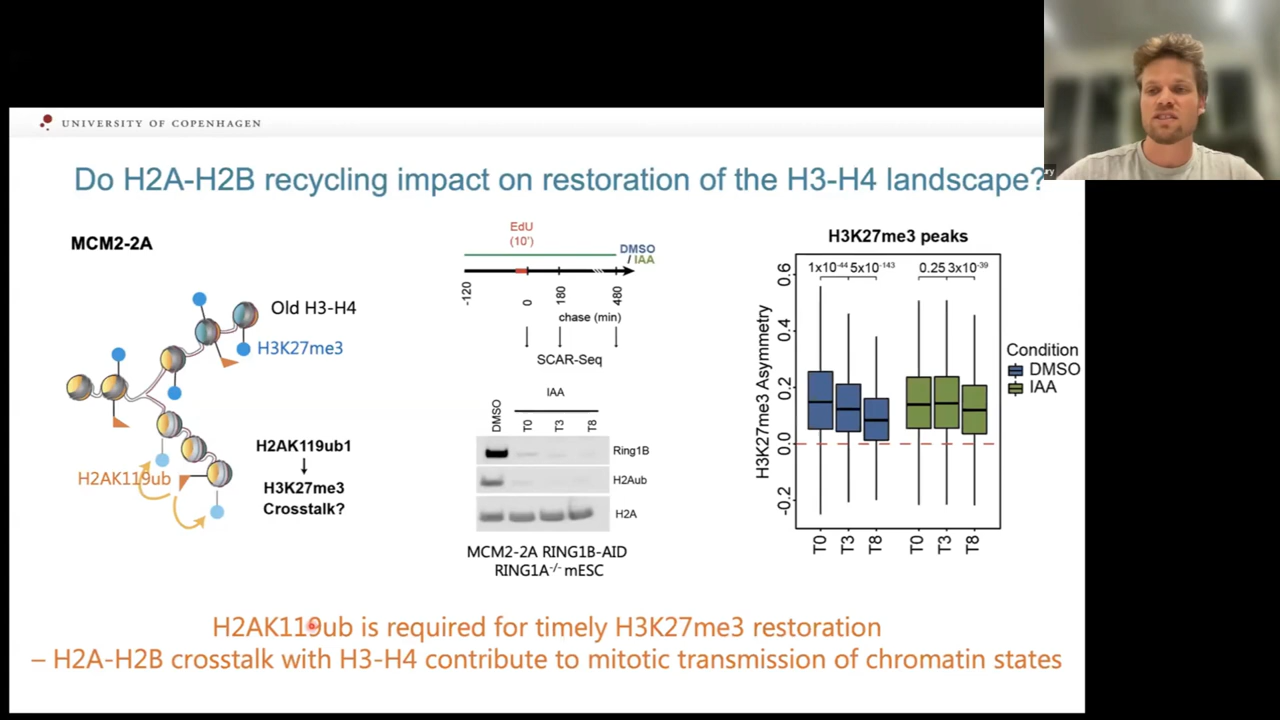 UNIVERSITY OF COPENHAGEN
Do H2A-H2B recycling impact on restoration of the H3-H4 landscape?
MCM2-2A
Old H3-H4
H3K27me3
H2AK119ub
H2AK119ub1
H3K27me3
Crosstalk?
EdU
(10')
DMSO
/ IAA
-120
0
180
480
chase (min)
SCAR-Seq
IAA
DMSO
T0
T3
T8
Ring1B
H2Aub
H2A
MCM2-2A RING1B-AID
RING1A-/- mESC
H3K27me3 peaks
1x10-44 5x10-143
0.25 3x10-39
H3K27me3 Asymmetry
0.6
0.4
0.2
0.0
-0.2
T0
T3
T8
T0
T3
T8
Condition
DMSO
IAA
H2AK119ub is required for timely H3K27me3 restoration
– H2A-H2B crosstalk with H3-H4 contribute to mitotic transmission of chromatin states